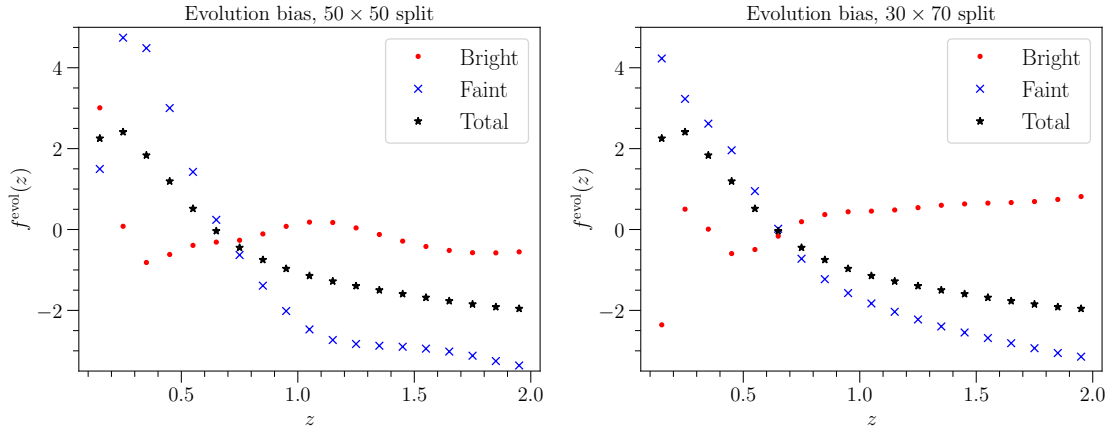 Evolution bias, 50 × 50 split
f^evol(z)
4
2
0
−2
0.5
1.0
1.5
2.0
z
Bright
Faint
Total
Evolution bias, 30 × 70 split
f^evol(z)
4
2
0
−2
0.5
1.0
1.5
2.0
z
Bright
Faint
Total